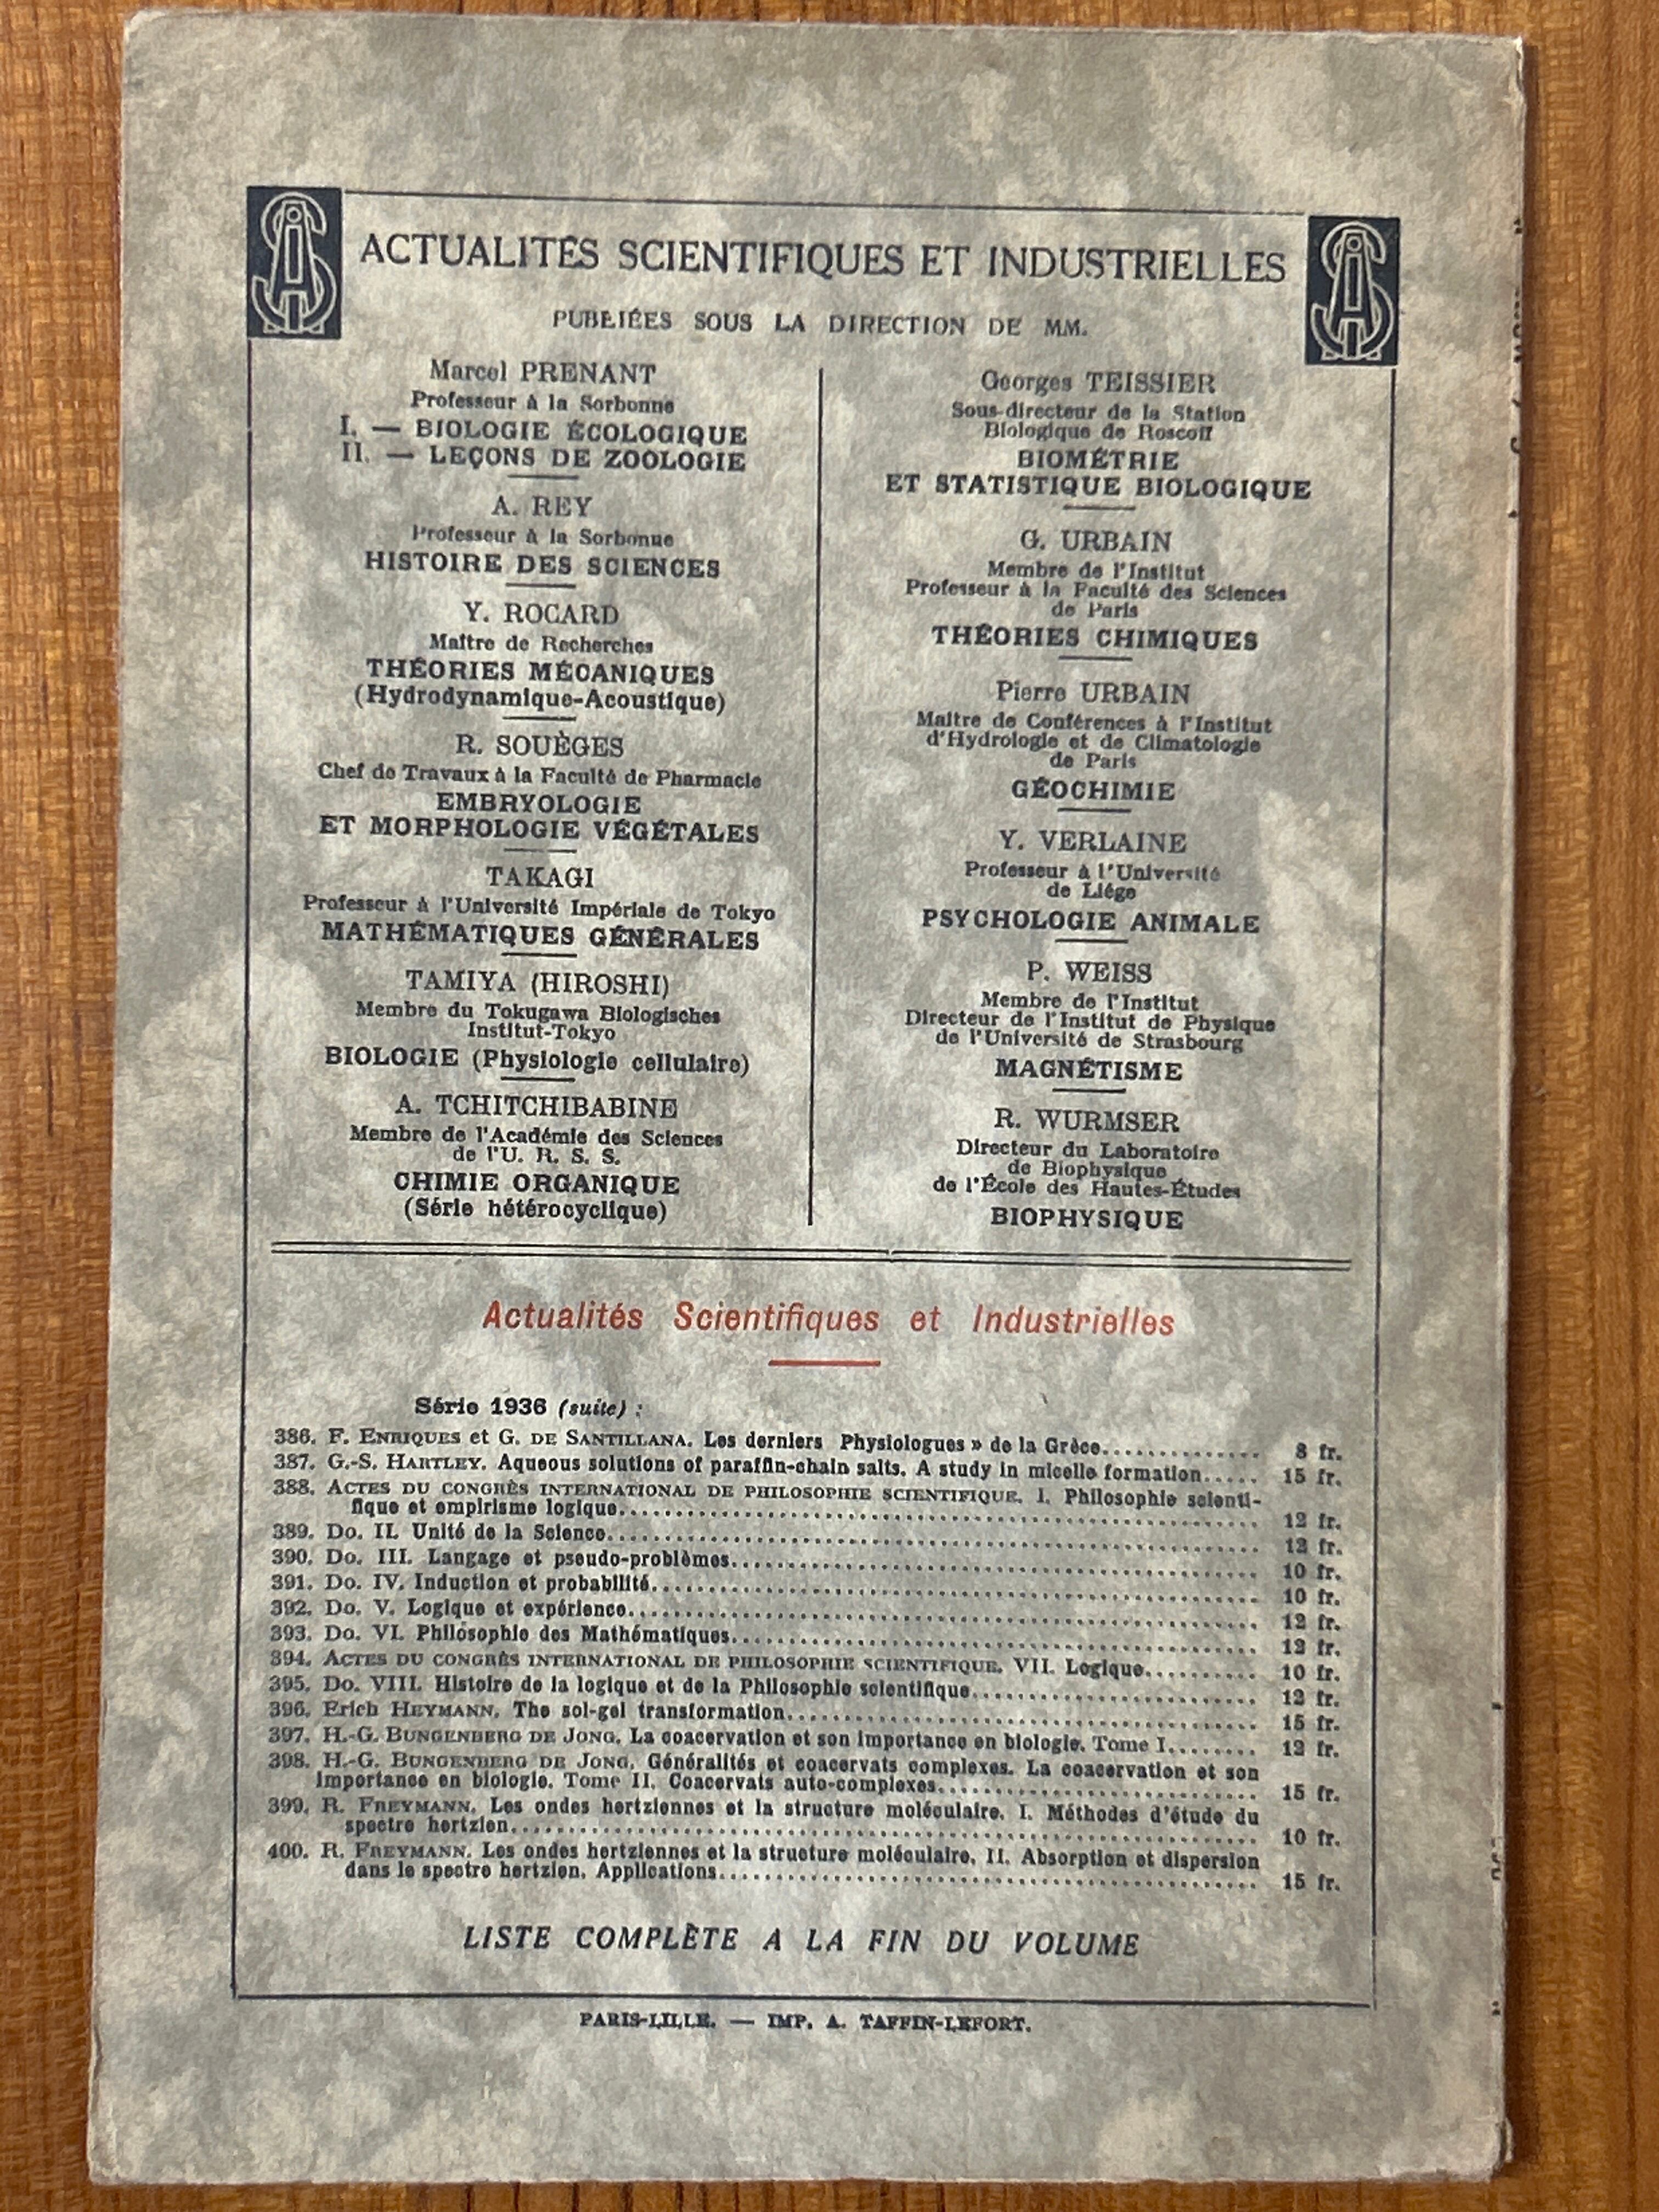 ACTUALITÉS SCIENTIFIQUES ET INDUSTRIELLES
PUBLIÉES SOUS LA DIRECTION DE MM.
Marcel PRENANT
Professeur à la Sorbonne
I. — BIOLOGIE ÉCOLOGIQUE
II. — LEÇONS DE ZOOLOGIE
A. REY
Professeur à la Sorbonne
HISTOIRE DES SCIENCES
Y. ROCARD
Maître de Recherches
THÉORIES MÉCANIQUES
(Hydrodynamique-Acoustique)
R. SOUÈGES
Chef de Travaux à la Faculté de Pharmacie
EMBRYOLOGIE
ET MORPHOLOGIE VÉGÉTALES
TAKAGI
Professeur à l'Université Impériale de Tokyo
MATHÉMATIQUES GÉNÉRALES
TAMIYA (HIROSHI)
Membre du Tokugawa Biologisches
Institut-Tokyo
BIOLOGIE (Physiologie cellulaire)
A. TCHITCHIBABINE
Membre de l'Académie des Sciences
de l'U. R. S. S.
CHIMIE ORGANIQUE
(Série hétérocyclique)
Georges TEISSIER
Sous-directeur de la Station
Biologique de Roscoff
BIOMÉTRIE
ET STATISTIQUE BIOLOGIQUE
G. URBAIN
Membre de l'Institut
Professeur à la Faculté des Sciences
de Paris
THÉORIES CHIMIQUES
Pierre URBAIN
Maître de Conférences à l'Institut
d'Hydrologie et de Climatologie
de Paris
GÉOCHIMIE
Y. VERLAINE
Professeur à l'Université
de Liége
PSYCHOLOGIE ANIMALE
P. WEISS
Membre de l'Institut
Directeur de l'Institut de Physique
de l'Université de Strasbourg
MAGNÉTISME
R. WURMSER
Directeur du Laboratoire
de Biophysique
de l'École des Hautes-Études
BIOPHYSIQUE
Actualités Scientifiques et Industrielles
Série 1936 (suite) :
386. F. ENRIQUES et G. DE SANTILLANA. Les derniers Physiologues » de la Grèce.............. 8 fr.
387. G.-S. HARTLEY. Aqueous solutions of paraffin-chain salts. A study in micelle formation..... 15 fr.
388. ACTES DU CONGRÈS INTERNATIONAL DE PHILOSOPHIE SCIENTIFIQUE. I. Philosophie scienti-
fique et empirisme logique.............................. 12 fr.
389. Do. II. Unité de la Science.............................. 12 fr.
390. Do. III. Langage et pseudo-problèmes.............................. 10 fr.
391. Do. IV. Induction et probabilité.............................. 10 fr.
392. Do. V. Logique et expérience.............................. 12 fr.
393. Do. VI. Philosophie des Mathématiques.............................. 12 fr.
394. ACTES DU CONGRÈS INTERNATIONAL DE PHILOSOPHIE SCIENTIFIQUE. VII. Logique.......... 10 fr.
395. Do. VIII. Histoire de la logique et de la Philosophie scientifique.............................. 12 fr.
396. Erich HEYMANN. The sol-gel transformation.............................. 15 fr.
397. H.-G. BUNGENBERG DE JONG. La coacervation et son importance en biologie. Tome I........ 12 fr.
398. H.-G. BUNGENBERG DE JONG. Généralités et coacervats complexes. La coacervation et son
importance en biologie. Tome II. Coacervats auto-complexes.............................. 15 fr.
399. R. FREYMANN. Les ondes hertziennes et la structure moléculaire. I. Méthodes d'étude du
spectre hertzien.............................. 10 fr.
400. R. FREYMANN. Les ondes hertziennes et la structure moléculaire. II. Absorption et dispersion
dans le spectre hertzien. Applications.............................. 15 fr.
LISTE COMPLÈTE A LA FIN DU VOLUME
PARIS-LILLE. — IMP. A. TAFFIN-LEFORT.